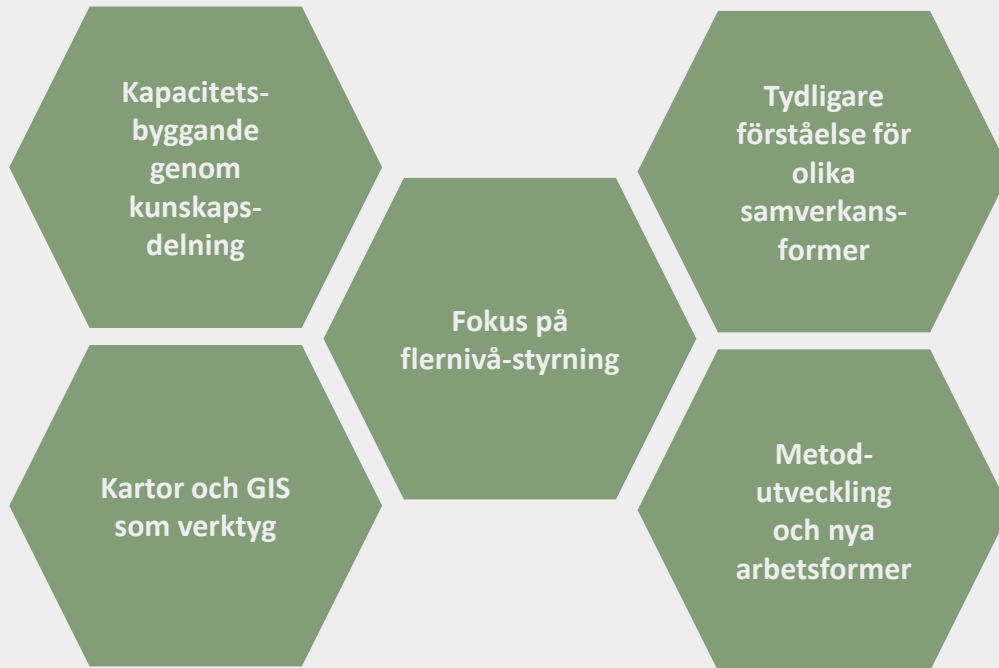 Kapacitets-
byggande
genom
kunskaps-
delning
Tydligare
förståelse för
olika
samverkans-
former
Fokus på
flernivå-styrning
Kartor och GIS
som verktyg
Metod-
utveckling
och nya
arbetsformer